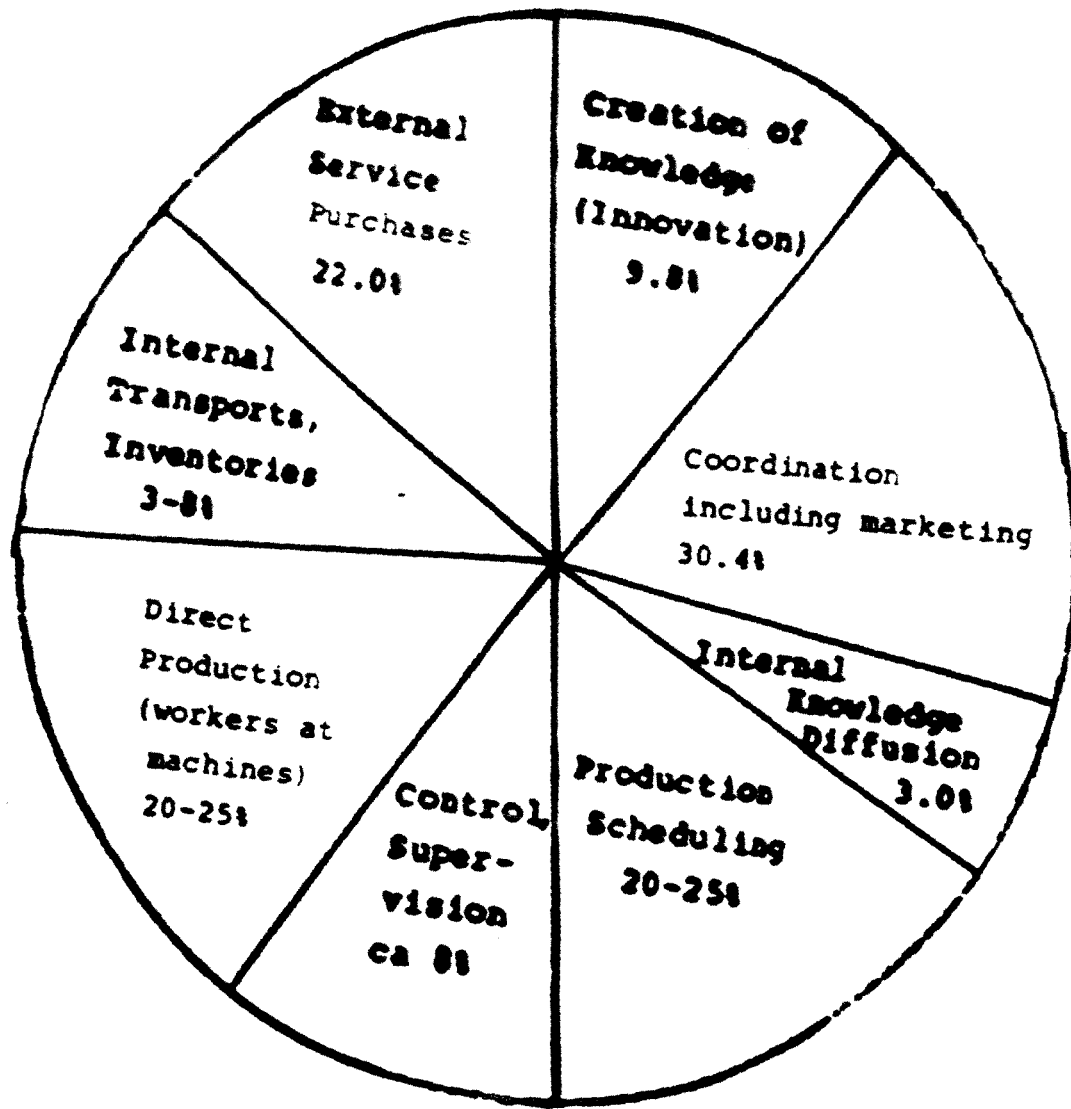 External
Service
Purchases
22.0%
Creation of
Knowledge
(Innovation)
9.8%
Coordination
including marketing
30.4%
Internal
Knowledge
Diffusion
3.0%
Production
Scheduling
20-25%
Control,
Super-
vision
ca 8%
Direct
Production
(workers at
machines)
20-25%
Internal
Transports,
Inventories
3-8%